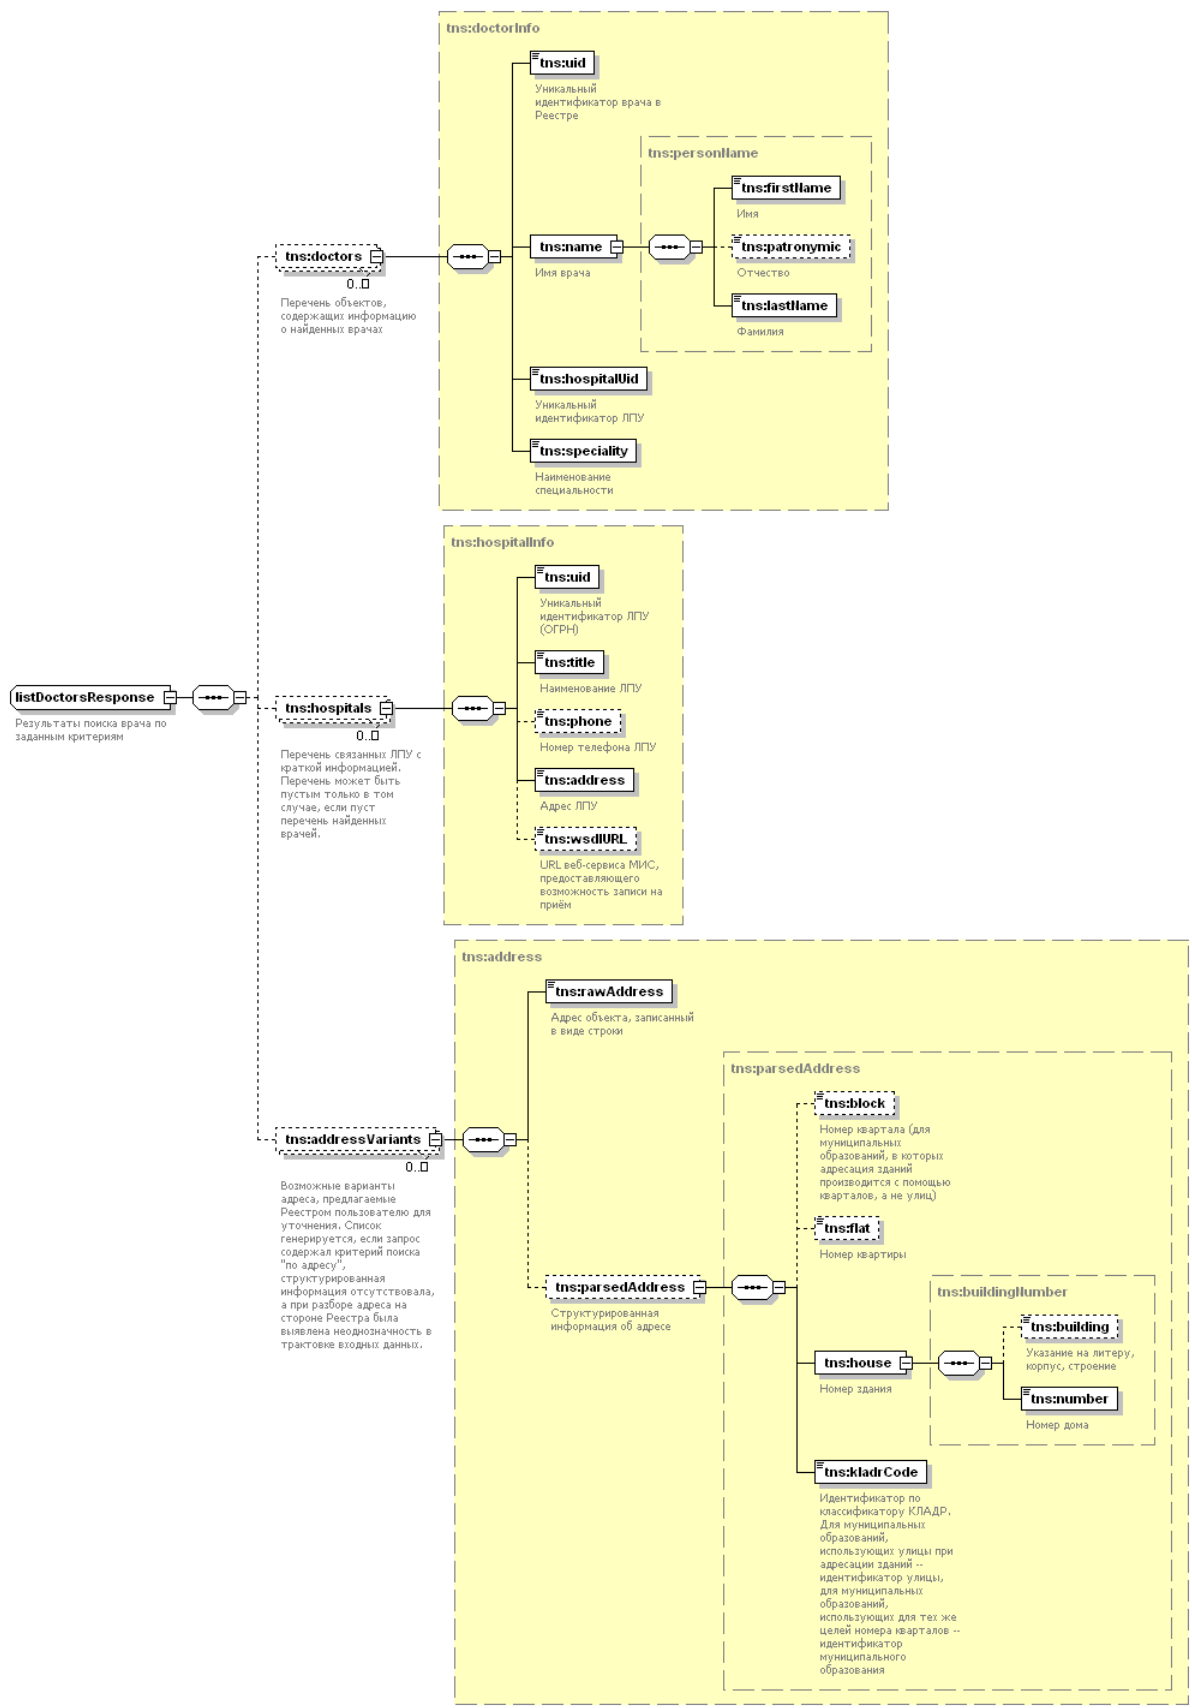 tns:doctorInfo
tns:uid
Уникальный
идентификатор врача в
Реестре
tns:personName
tns:firstName
Имя
tns:doctors
0..
Перечень объектов,
содержащих информацию
о найденных врачах
tns:name
Имя врача
tns:patronymic
Отчество
tns:lastName
Фамилия
tns:hospitalUid
Уникальный
идентификатор ЛПУ
tns:speciality
Наименование
специальности
tns:hospitalInfo
tns:uid
Уникальный
идентификатор ЛПУ
(ОГРН)
tns:title
Наименование ЛПУ
listDoctorsResponse
Результаты поиска врача по
заданным критериям
tns:hospitals
0..
Перечень связанных ЛПУ с
краткой информацией.
Перечень может быть
пустым только в том
случае, если пуст
перечень найденных
врачей.
tns:phone
Номер телефона ЛПУ
tns:address
Адрес ЛПУ
tns:wsdlURL
URL веб-сервиса МИС,
предоставляющего
возможность записи на
приём
tns:address
tns:rawAddress
Адрес объекта, записанный
в виде строки
tns:addressVariants
0..
Возможные варианты
адреса, предлагаемые
Реестром пользователю для
уточнения. Список
генерируется, если запрос
содержал критерий поиска
"по адресу",
структурированная
информация отсутствовала,
а при разборе адреса на
стороне Реестра была
выявлена неоднозначность в
трактовке входных данных.
tns:parsedAddress
Структурированная
информация об адресе
tns:parsedAddress
tns:block
Номер квартала (для
муниципальных
образований, в которых
адресация зданий
производится с помощью
кварталов, а не улиц)
tns:flat
Номер квартиры
tns:house
Номер здания
tns:buildingNumber
tns:building
Указание на литеру,
корпус, строение
tns:number
Номер дома
tns:kladrCode
Идентификатор по
классификатору КЛАДР.
Для муниципальных
образований,
использующих улицы при
адресации зданий --
идентификатор улицы,
для муниципальных
образований,
использующих для тех же
целей номера кварталов --
идентификатор
муниципального
образования